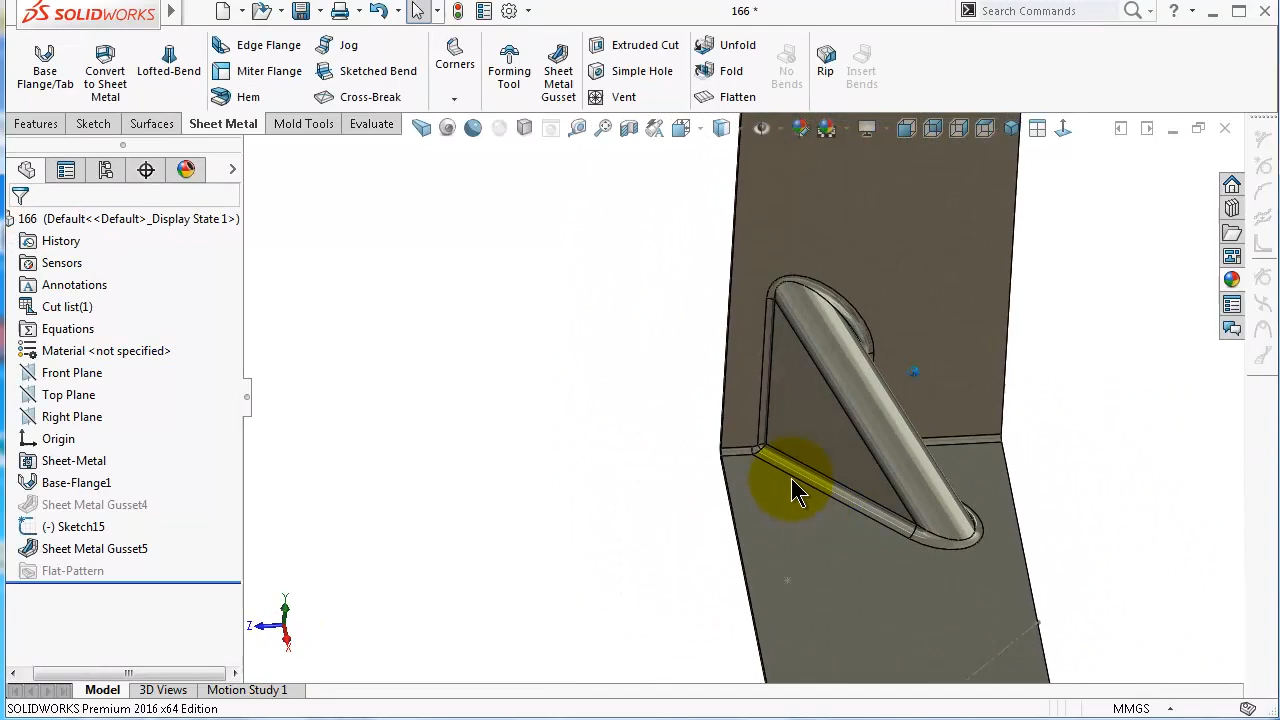 SOLIDWORKS
166 *
Search Commands
?
Base Flange/Tab
Convert to Sheet Metal
Lofted-Bend
Edge Flange
Miter Flange
Hem
Jog
Sketched Bend
Cross-Break
Corners
Forming Tool
Sheet Metal Gusset
Extruded Cut
Simple Hole
Vent
Unfold
Fold
Flatten
No Bends
Rip
Insert Bends
Features
Sketch
Surfaces
Sheet Metal
Mold Tools
Evaluate
166 (Default<<Default>_Display State 1>)
History
Sensors
Annotations
Cut list(1)
Equations
Material <not specified>
Front Plane
Top Plane
Right Plane
Origin
Sheet-Metal
Base-Flange1
Sheet Metal Gusset4
(-) Sketch15
Sheet Metal Gusset5
Flat-Pattern
Y
Z
X
Model
3D Views
Motion Study 1
SOLIDWORKS Premium 2016 x64 Edition
MMGS